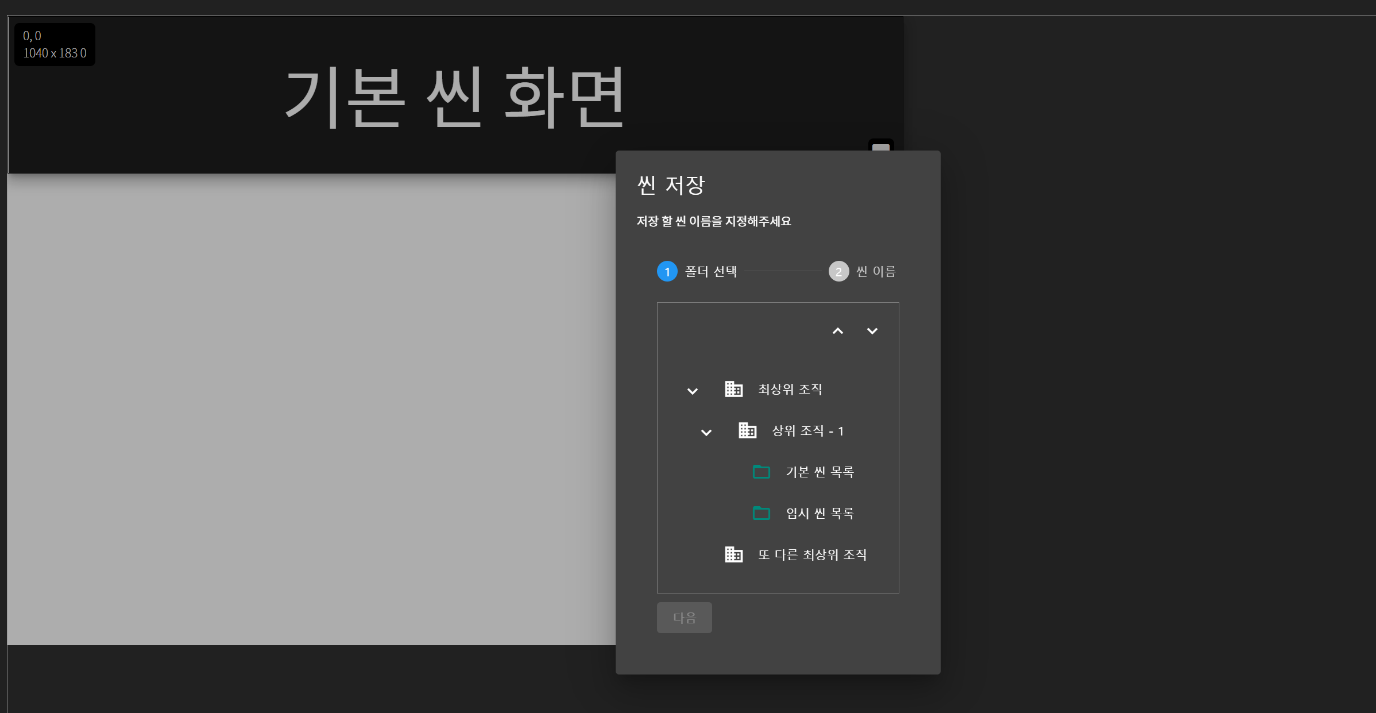 0, 0
1040 x 183 0
기본 씬 화면
씬 저장
저장 할 씬 이름을 지정해주세요
1 폴더 선택
2 씬 이름
최상위 조직
상위 조직 - 1
기본 씬 목록
임시 씬 목록
또 다른 최상위 조직
다음